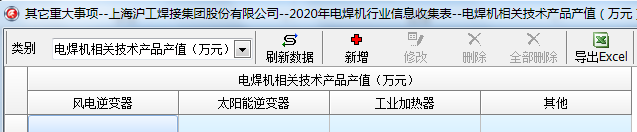 其它重大事项--上海沪工焊接集团股份有限公司--2020年电焊机行业信息收集表--电焊机相关技术产品产值（万元）
类别 电焊机相关技术产品产值（万元） 刷新数据 新增 修改 删除 全部删除 导出Excel
电焊机相关技术产品产值（万元）
风电逆变器 太阳能逆变器 工业加热器 其他